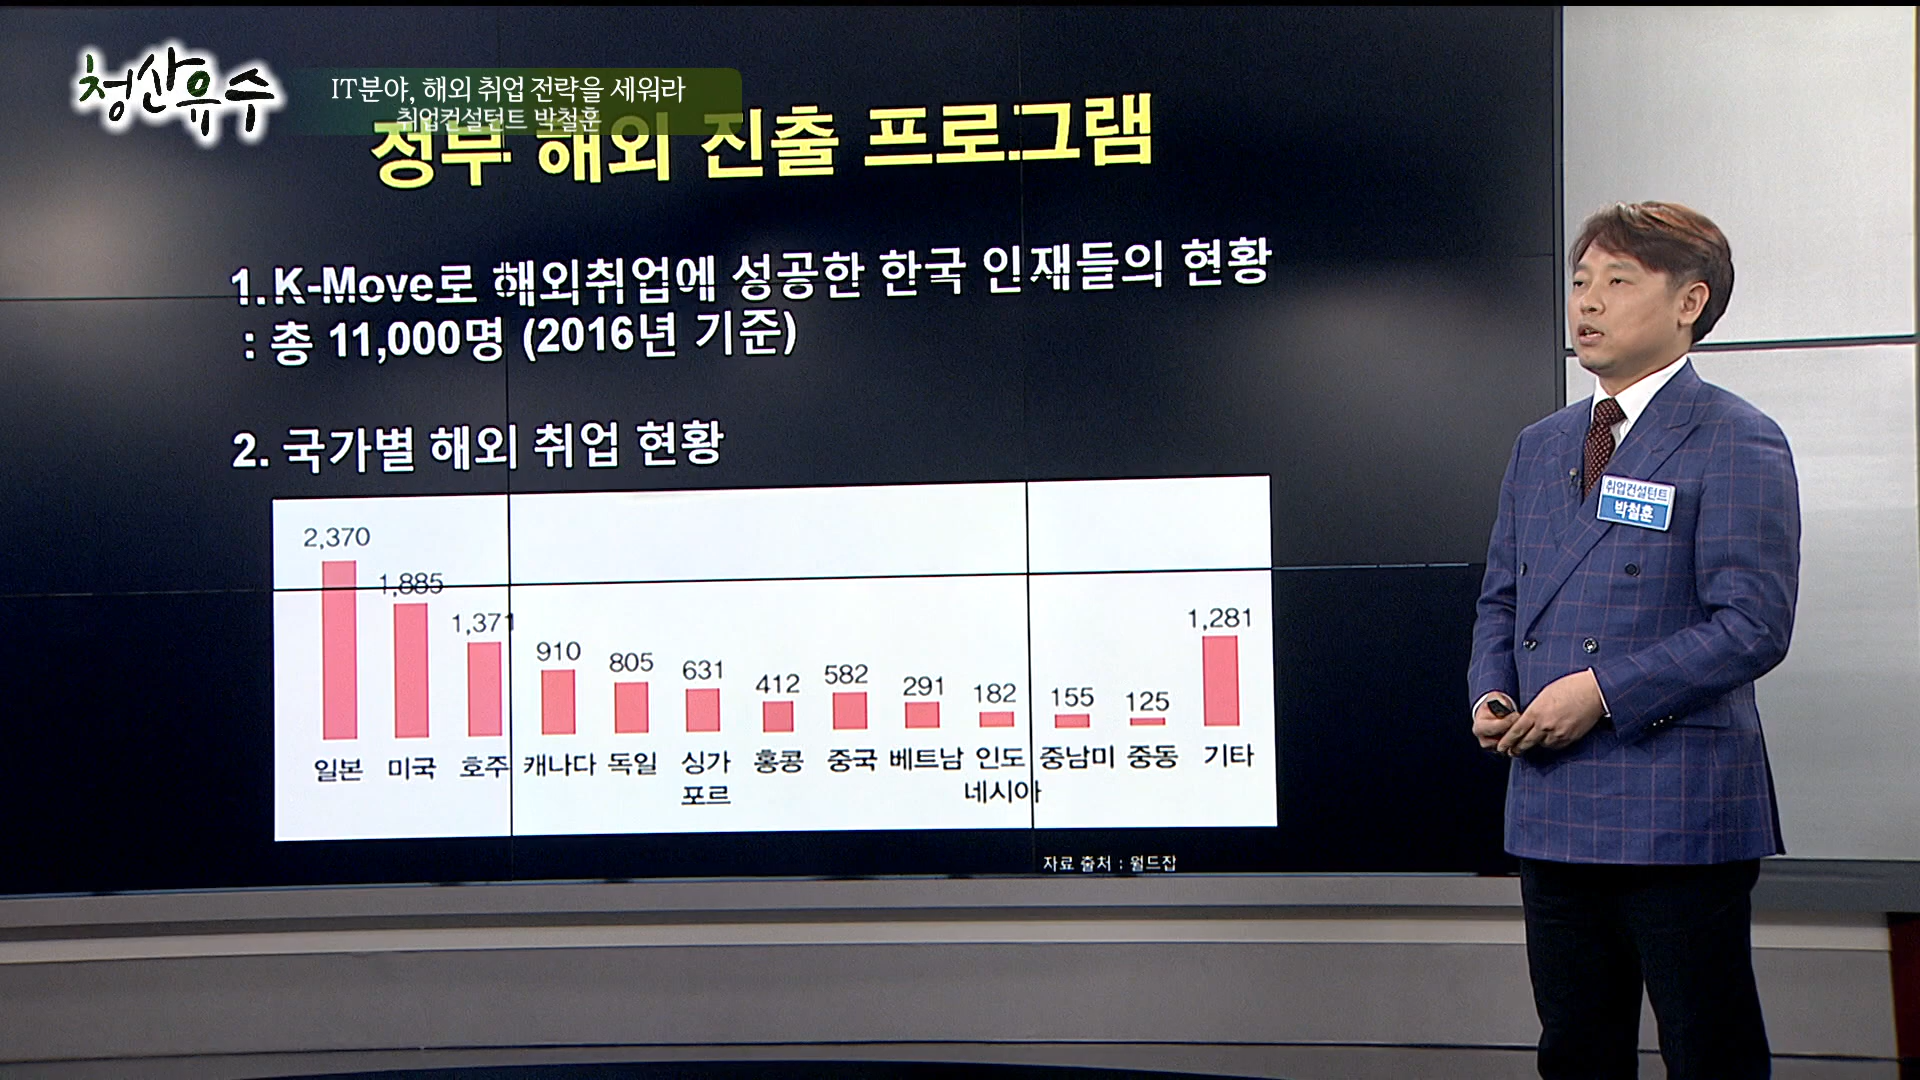 청산유수
IT분야, 해외 취업 전략을 세워라
취업컨설턴트 박철훈
정부 해외 진출 프로그램
1. K-Move로 해외취업에 성공한 한국 인재들의 현황
: 총 11,000명 (2016년 기준)
2. 국가별 해외 취업 현황
2,370 1,885 1,371 910 805 631 412 582 291 182 155 125 1,281
일본 미국 호주 캐나다 독일 싱가 홍콩 중국 베트남 인도 중남미 중동 기타
포르 네시아
자료 출처 : 월드잡
취업컨설턴트
박철훈